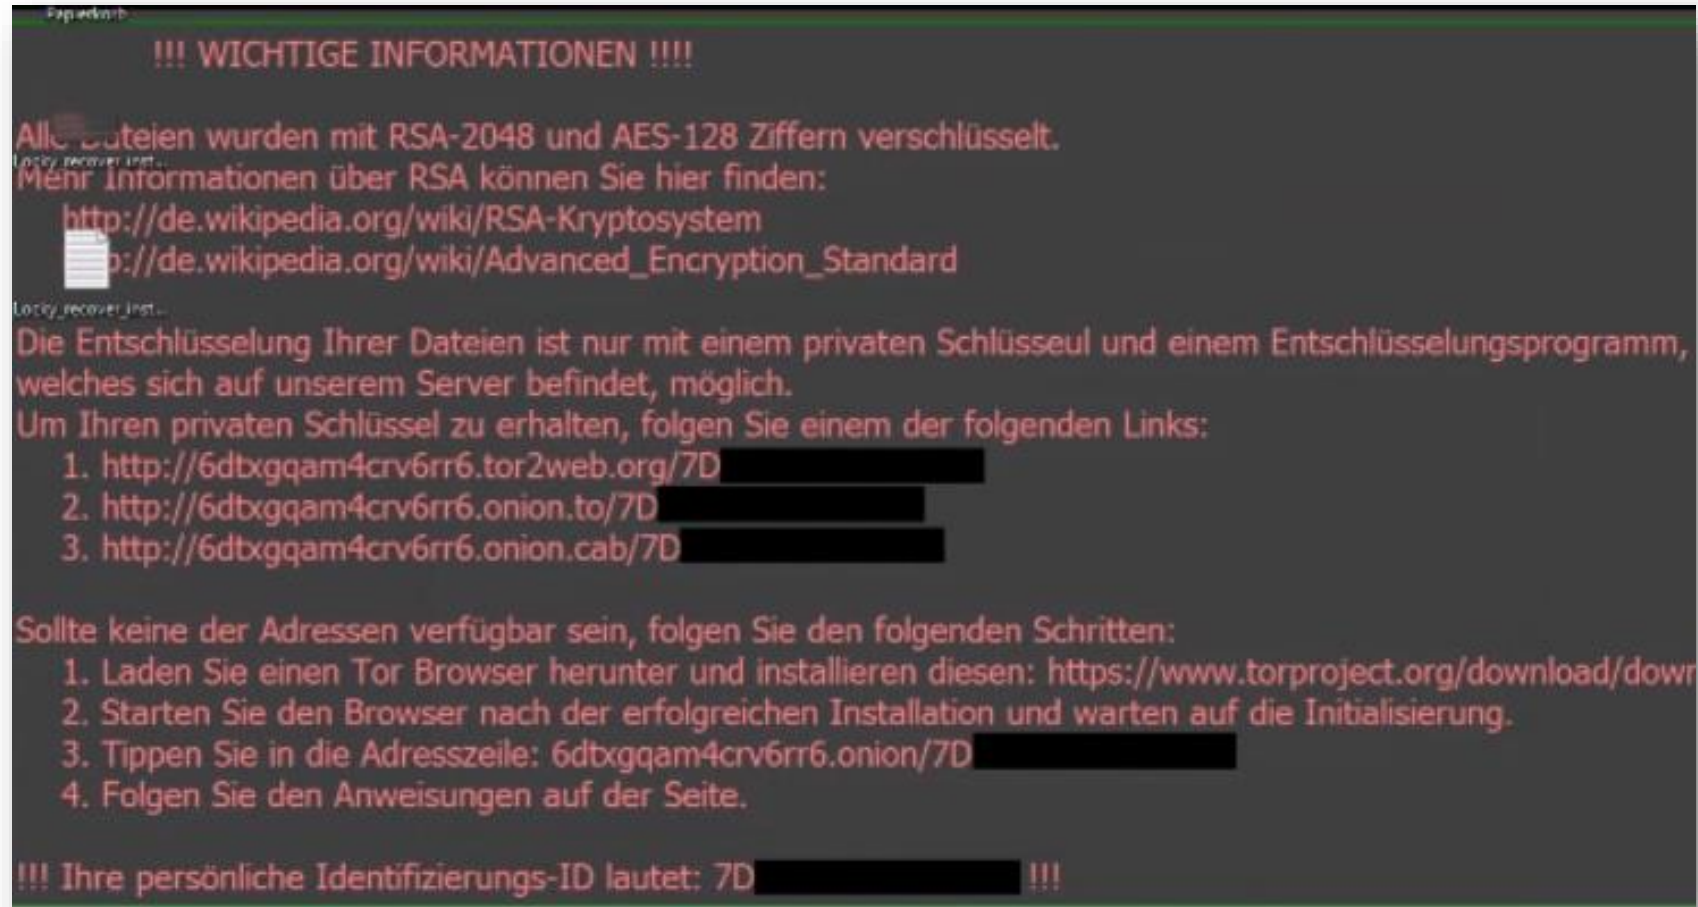 Papierkorb
!!! WICHTIGE INFORMATIONEN !!!!
Alle Dateien wurden mit RSA-2048 und AES-128 Ziffern verschlüsselt.
Locky_recover_inst...
Mehr Informationen über RSA können Sie hier finden:
http://de.wikipedia.org/wiki/RSA-Kryptosystem
p://de.wikipedia.org/wiki/Advanced_Encryption_Standard
Locky_recover_inst...
Die Entschlüsselung Ihrer Dateien ist nur mit einem privaten Schlüsseul und einem Entschlüsselungsprogramm,
welches sich auf unserem Server befindet, möglich.
Um Ihren privaten Schlüssel zu erhalten, folgen Sie einem der folgenden Links:
1. http://6dtxgqam4crv6rr6.tor2web.org/7D
2. http://6dtxgqam4crv6rr6.onion.to/7D
3. http://6dtxgqam4crv6rr6.onion.cab/7D
Sollte keine der Adressen verfügbar sein, folgen Sie den folgenden Schritten:
1. Laden Sie einen Tor Browser herunter und installieren diesen: https://www.torproject.org/download/dowr
2. Starten Sie den Browser nach der erfolgreichen Installation und warten auf die Initialisierung.
3. Tippen Sie in die Adresszeile: 6dtxgqam4crv6rr6.onion/7D
4. Folgen Sie den Anweisungen auf der Seite.
!!! Ihre persönliche Identifizierungs-ID lautet: 7D !!!